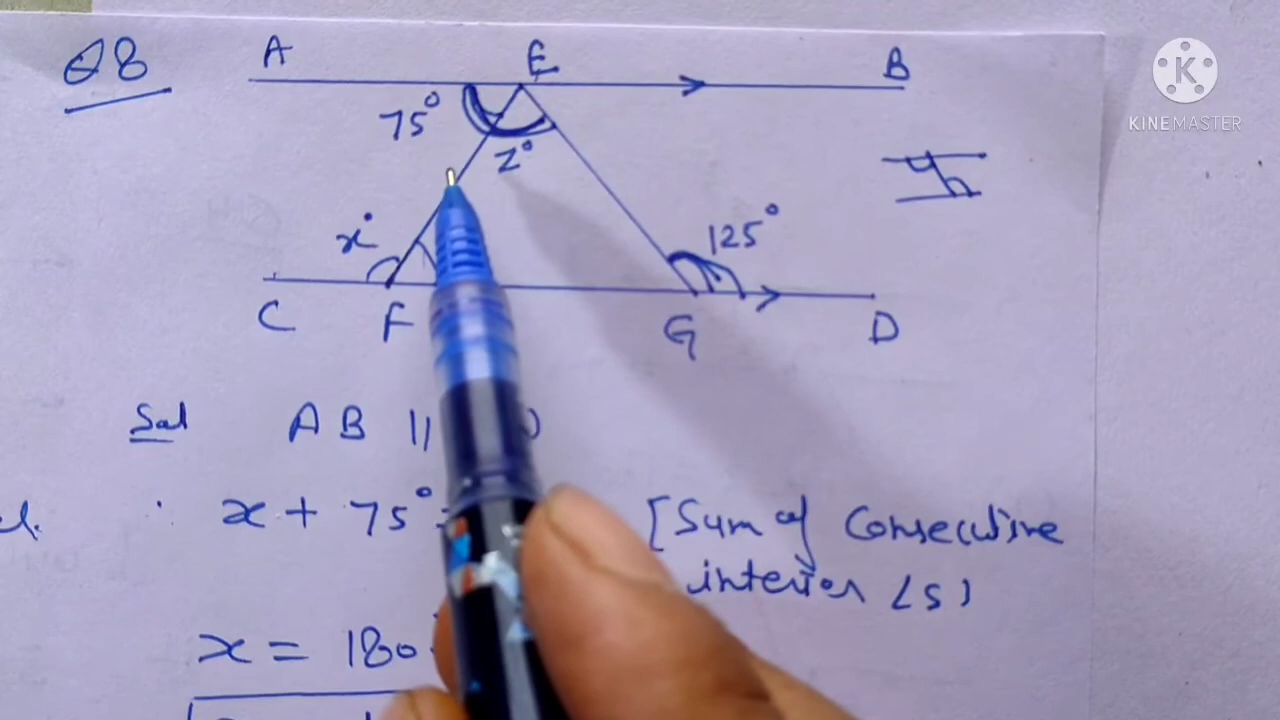 Q8
A E B
75°
z°
x°
125°
C F G D
Sol AB ||
x + 75° [Sum of Consecutive
interior ∠s)
x = 180
K
KINEMASTER